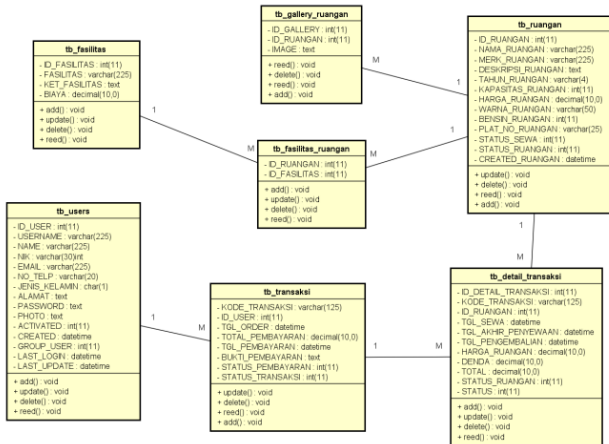 tb_fasilitas
- ID_FASILITAS : int(11)
- FASILITAS : varchar(225)
- KET_FASILITAS : text
- BIAYA : decimal(10,0)
+ add() : void
+ update() : void
+ delete() : void
+ reed() : void
tb_gallery_ruangan
- ID_GALLERY : int(11)
- ID_RUANGAN : int(11)
- IMAGE : text
+ reed() : void
+ delete() : void
+ reed() : void
+ add() : void
tb_ruangan
- ID_RUANGAN : int(11)
- NAMA_RUANGAN : varchar(225)
- MERK_RUANGAN : varchar(225)
- DESKRIPSI_RUANGAN : text
- TAHUN_RUANGAN : varchar(4)
- KAPASITAS_RUANGAN : int(11)
- HARGA_RUANGAN : decimal(10,0)
- WARNA_RUANGAN : varchar(50)
- BENSIN_RUANGAN : int(11)
- PLAT_NO_RUANGAN : varchar(25)
- STATUS_SEWA : int(11)
- STATUS_RUANGAN : int(11)
- CREATED_RUANGAN : datetime
+ update() : void
+ delete() : void
+ reed() : void
+ add() : void
M
1
1
M
M
1
tb_fasilitas_ruangan
- ID_RUANGAN : int(11)
- ID_FASILITAS : int(11)
+ add() : void
+ update() : void
+ delete() : void
+ reed() : void
tb_users
- ID_USER : int(11)
- USERNAME : varchar(225)
- NAME : varchar(225)
- NIK : varchar(30)int
- EMAIL : varchar(225)
- NO_TELP : varchar(20)
- JENIS_KELAMIN : char(1)
- ALAMAT : text
- PASSWORD : text
- PHOTO : text
- ACTIVATED : int(11)
- CREATED : datetime
- GROUP_USER : int(11)
- LAST_LOGIN : datetime
- LAST_UPDATE : datetime
+ add() : void
+ update() : void
+ delete() : void
+ reed() : void
1
M
tb_transaksi
- KODE_TRANSAKSI : varchar(125)
- ID_USER : int(11)
- TGL_ORDER : datetime
- TOTAL_PEMBAYARAN : decimal(10,0)
- TGL_PEMBAYARAN : datetime
- BUKTI_PEMBAYARAN : text
- STATUS_PEMBAYARAN : int(11)
- STATUS_TRANSAKSI : int(11)
+ update() : void
+ delete() : void
+ reed() : void
+ add() : void
1
M
1
M
tb_detail_transaksi
- ID_DETAIL_TRANSAKSI : int(11)
- KODE_TRANSAKSI : varchar(125)
- ID_RUANGAN : int(11)
- TGL_SEWA : datetime
- TGL_AKHIR_PENYEWAAN : datetime
- TGL_PENGEMBALIAN : datetime
- HARGA_RUANGAN : decimal(10,0)
- DENDA : decimal(10,0)
- TOTAL : decimal(10,0)
- STATUS_RUANGAN : int(11)
- STATUS : int(11)
+ add() : void
+ update() : void
+ delete() : void
+ reed() : void